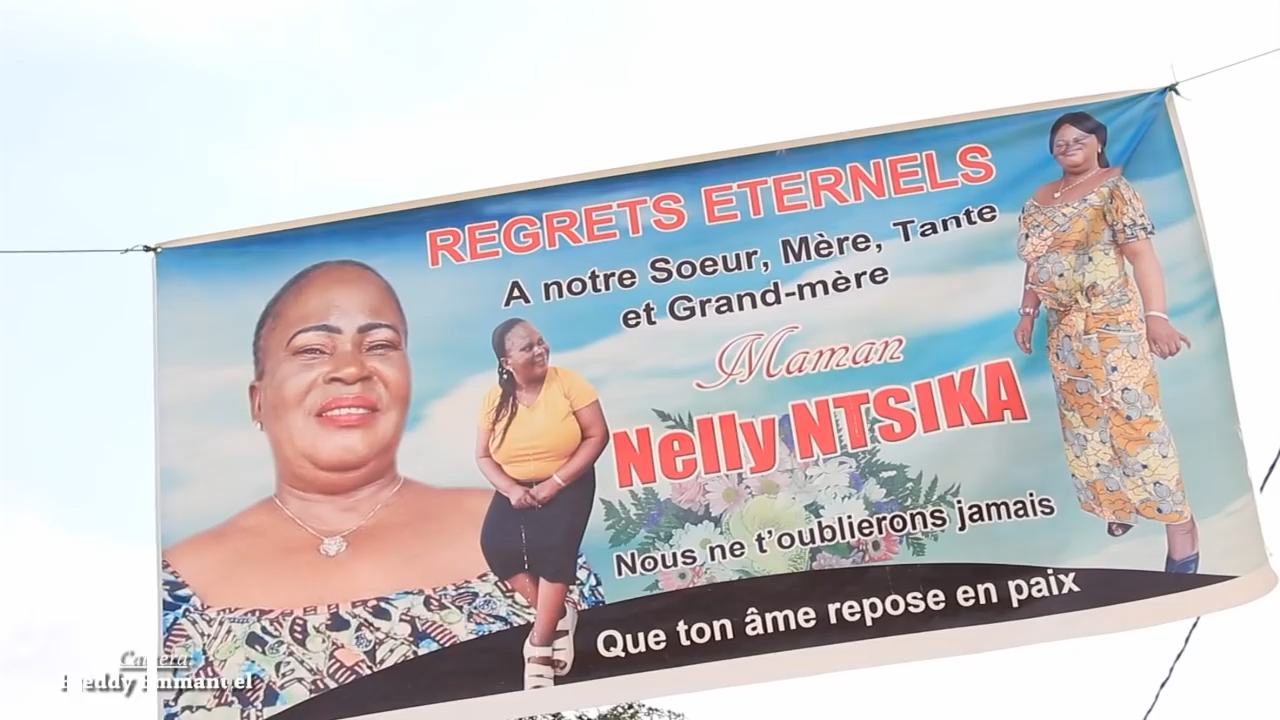 REGRETS ETERNELS
A notre Soeur, Mère, Tante
et Grand-mère
Maman
Nelly NTSIKA
Nous ne t'oublierons jamais
Que ton âme repose en paix
Camera
Freddy Emmanuel